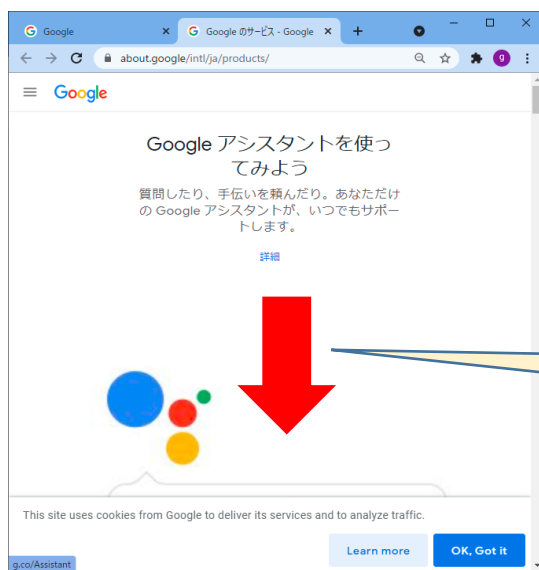 Google
Google のサービス - Google
about.google/intl/ja/products/
g
Google
Google アシスタントを使っ
てみよう
質問したり、手伝いを頼んだり。あなただけ
の Google アシスタントが、いつでもサポー
トします。
詳細
This site uses cookies from Google to deliver its services and to analyze traffic.
Learn more
OK, Got it
g.co/Assistant